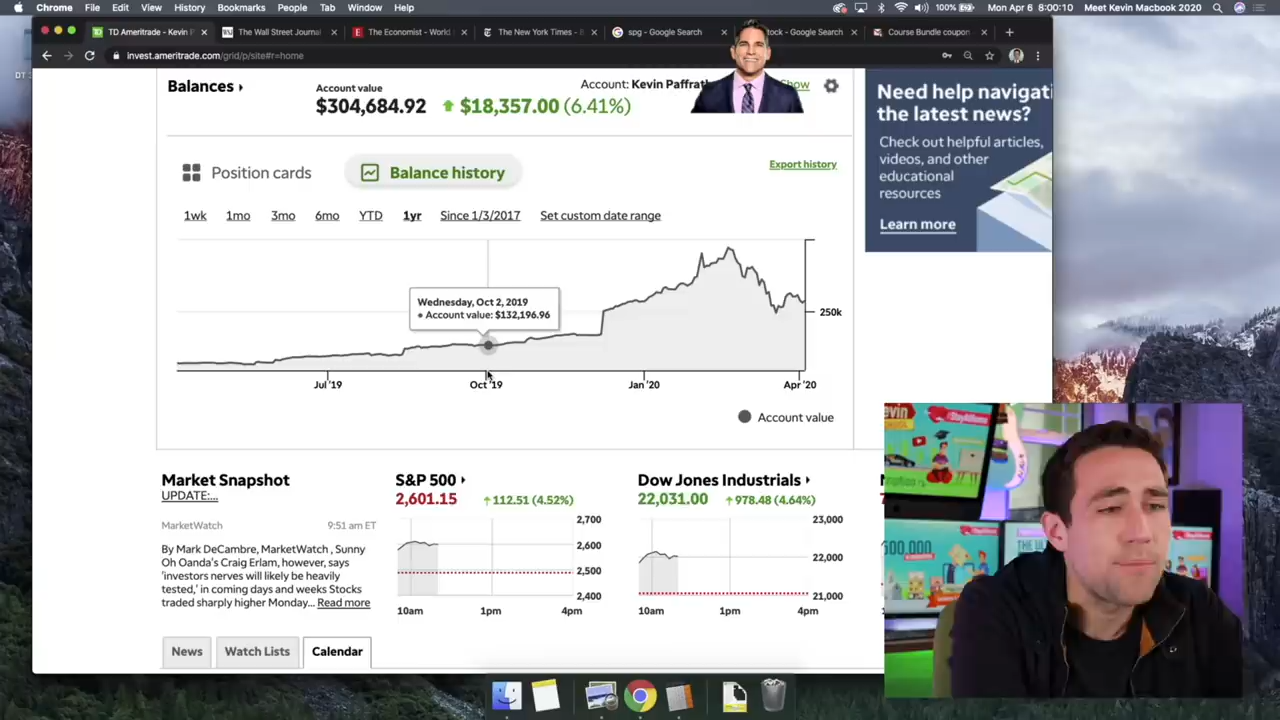 Chrome File Edit View History Bookmarks People Tab Window Help
100% Mon Apr 6 8:00:10 Meet Kevin Macbook 2020
TD Ameritrade - Kevin P
The Wall Street Journal
The Economist - World
The New York Times - B
spg - Google Search
tock - Google Search
Course Bundle coupon
invest.ameritrade.com/grid/p/site#r=home
Balances
Account value
$304,684.92
$18,357.00 (6.41%)
Account: Kevin Paffrat
Show
Position cards
Balance history
Export history
1wk 1mo 3mo 6mo YTD 1yr Since 1/3/2017 Set custom date range
Wednesday, Oct 2, 2019
Account value: $132,196.96
250k
Jul '19 Oct '19 Jan '20 Apr '20
Account value
Need help navigati
the latest news?
Check out helpful articles,
videos, and other
educational
resources
Learn more
Market Snapshot
UPDATE:...
MarketWatch 9:51 am ET
By Mark DeCambre, MarketWatch , Sunny
Oh Oanda's Craig Erlam, however, says
'investors nerves will likely be heavily
tested,' in coming days and weeks Stocks
traded sharply higher Monday... Read more
S&P 500
2,601.15 112.51 (4.52%)
2,700
2,600
2,500
2,400
10am 1pm 4pm
Dow Jones Industrials
22,031.00 978.48 (4.64%)
23,000
22,000
21,000
10am 1pm 4pm
News Watch Lists Calendar